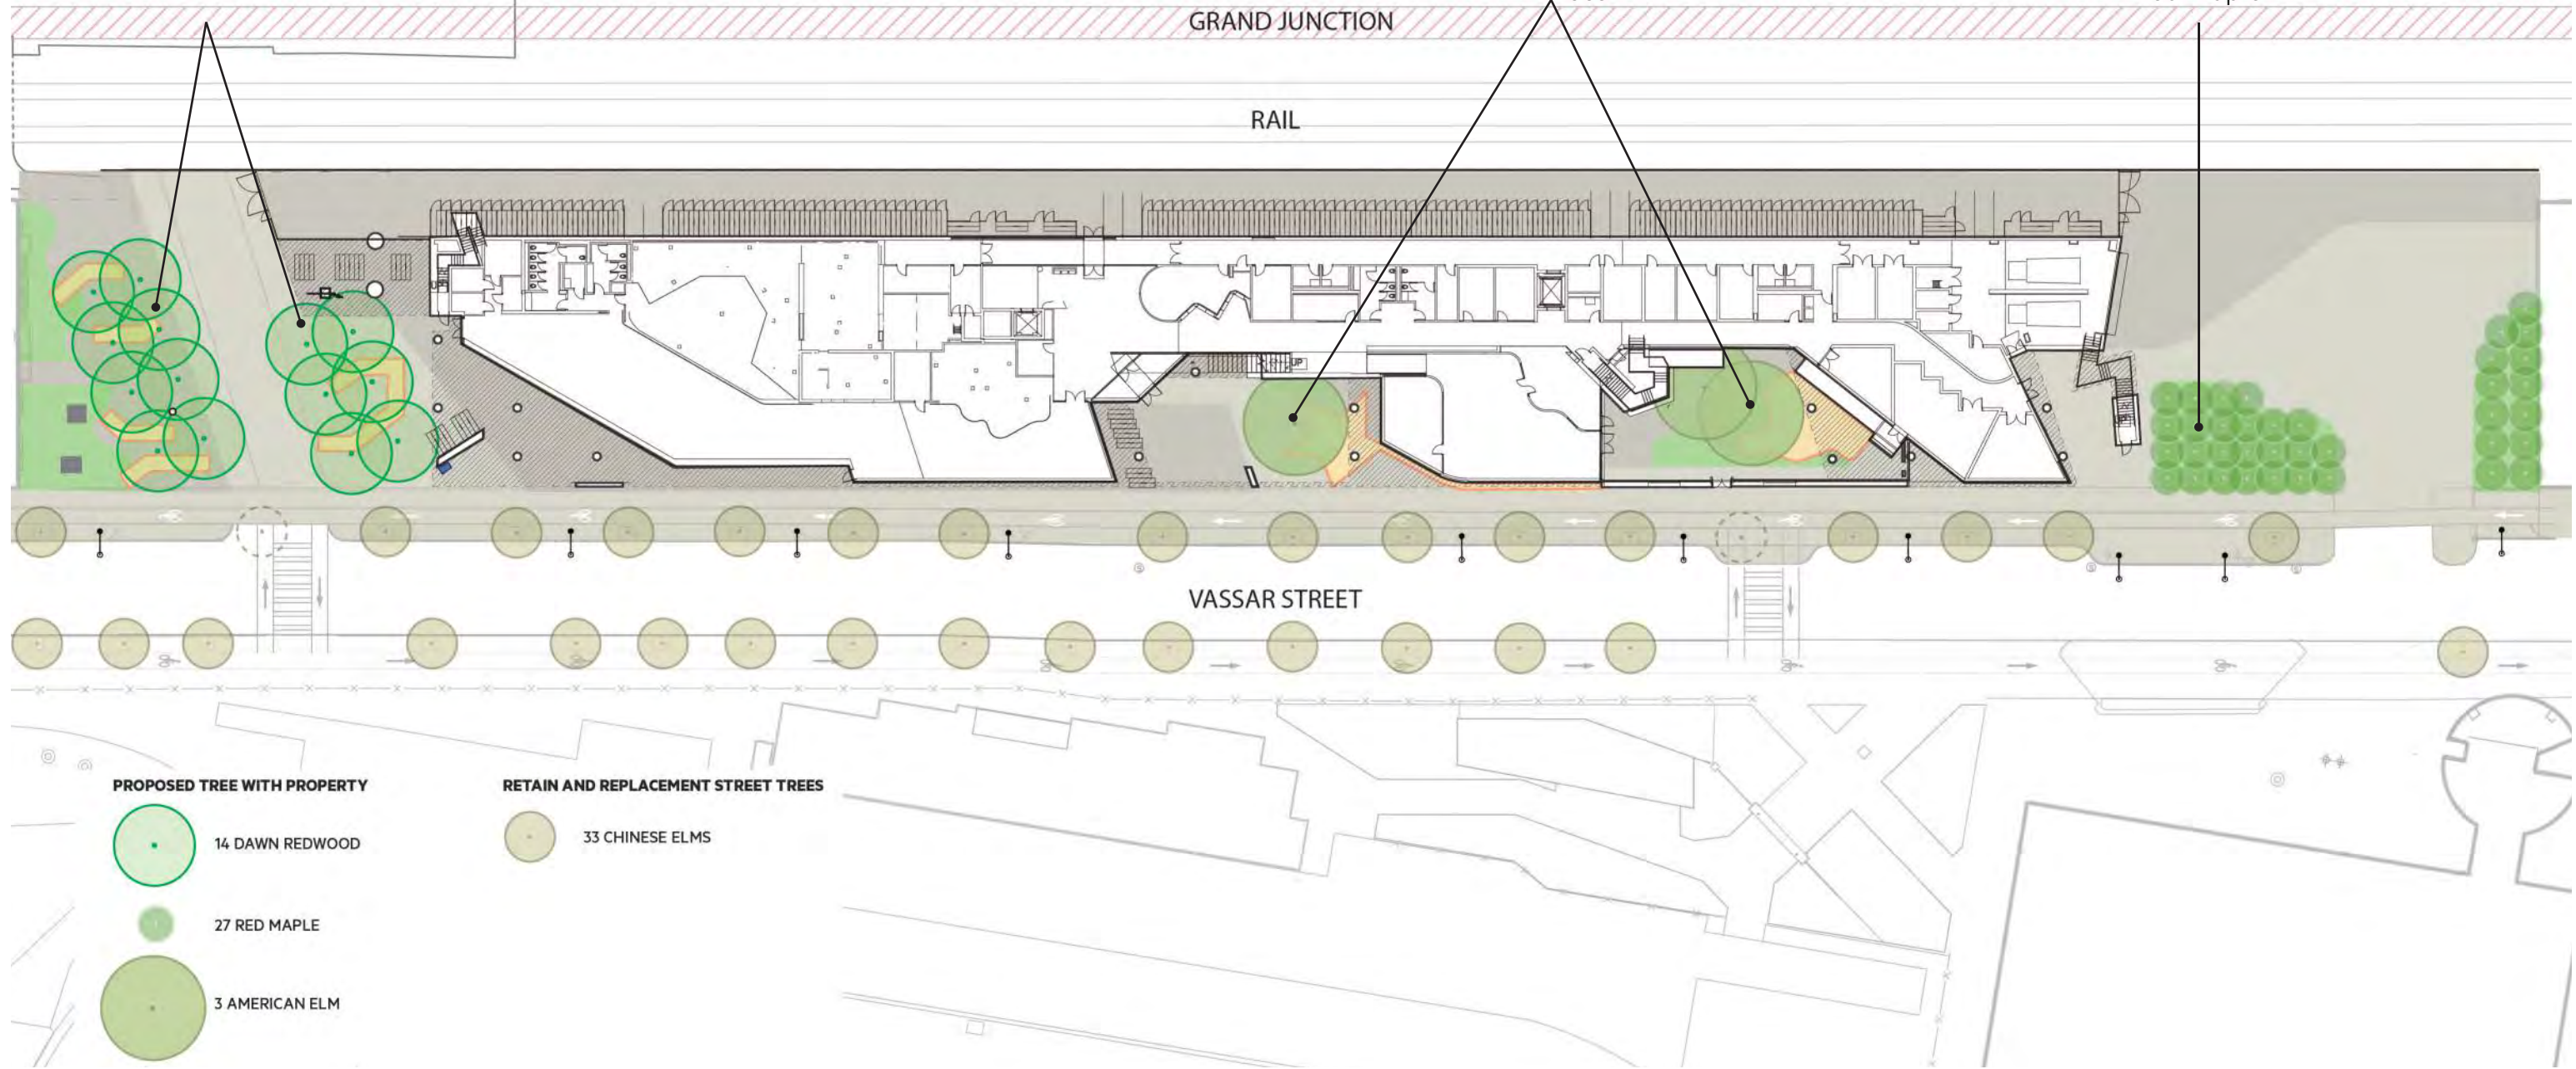 GRAND JUNCTION
RAIL
UP
VASSAR STREET
PROPOSED TREE WITH PROPERTY
14 DAWN REDWOOD
27 RED MAPLE
3 AMERICAN ELM
RETAIN AND REPLACEMENT STREET TREES
33 CHINESE ELMS